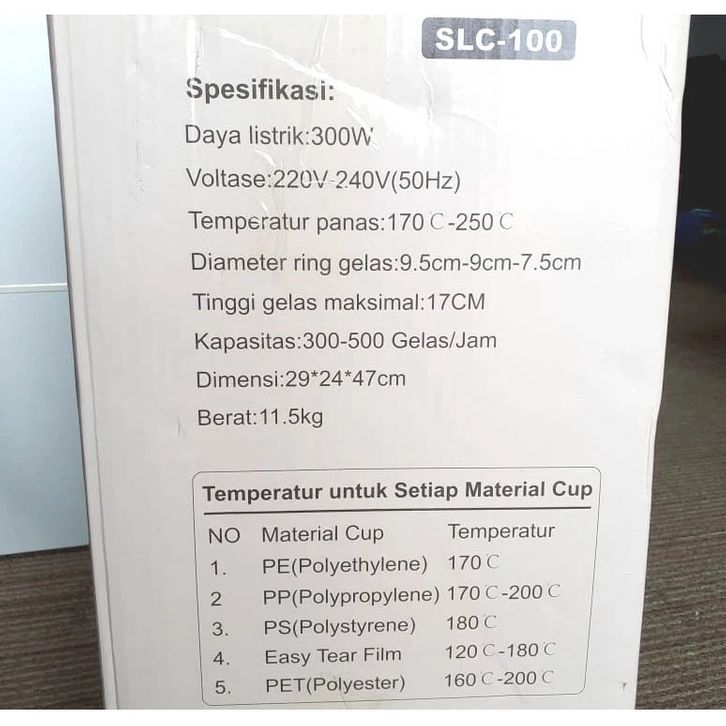 SLC-100
Spesifikasi:
Daya listrik:300W
Voltase:220V-240V(50Hz)
Temperatur panas:170℃-250℃
Diameter ring gelas:9.5cm-9cm-7.5cm
Tinggi gelas maksimal:17CM
Kapasitas:300-500 Gelas/Jam
Dimensi:29*24*47cm
Berat:11.5kg
Temperatur untuk Setiap Material Cup
NO Material Cup Temperatur
1. PE(Polyethylene) 170℃
2 PP(Polypropylene) 170℃-200℃
3. PS(Polystyrene) 180℃
4. Easy Tear Film 120℃-180℃
5. PET(Polyester) 160℃-200℃